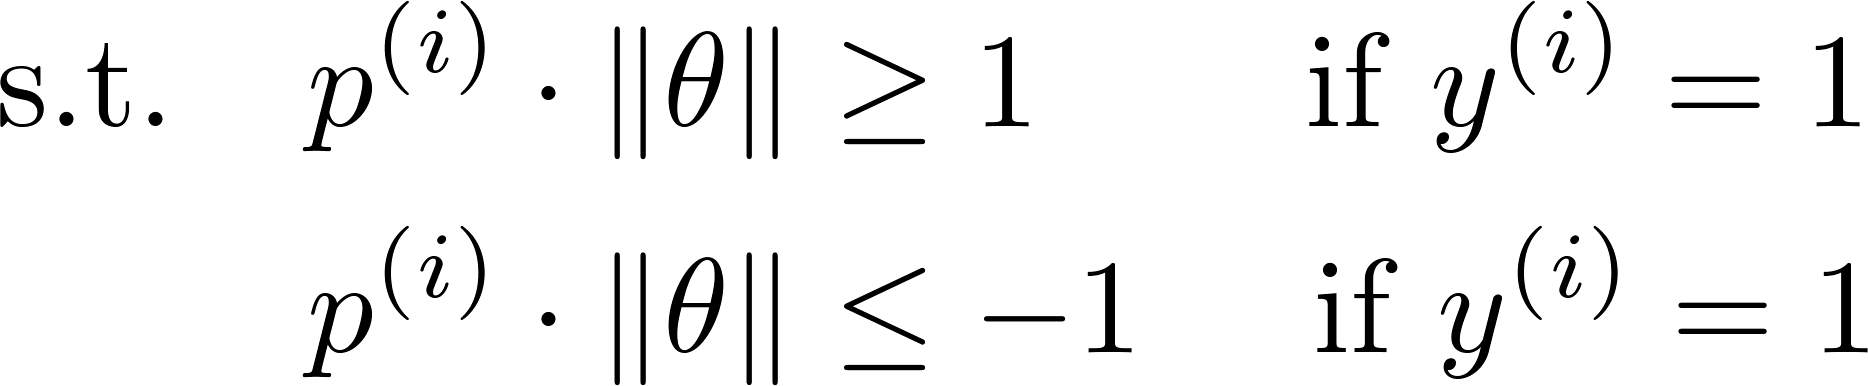 s.t. p⁽ⁱ⁾ · ‖θ‖ ≥ 1 if y⁽ⁱ⁾ = 1
p⁽ⁱ⁾ · ‖θ‖ ≤ −1 if y⁽ⁱ⁾ = 1